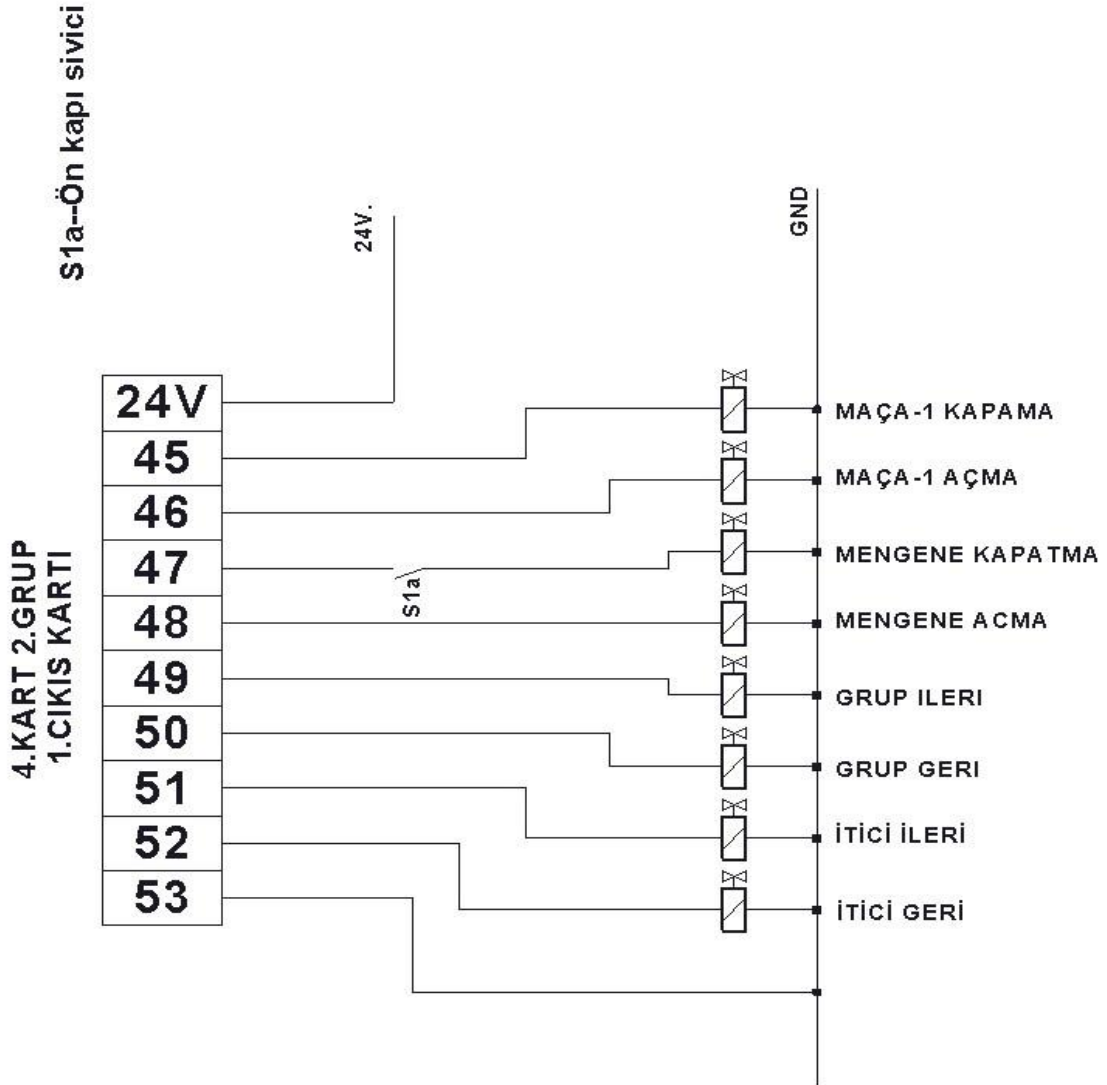 S1a--Ön kapı sivici
24V.
GND
4.KART 2.GRUP
1.CIKIS KARTI
24V
45
46
47
48
49
50
51
52
53
S1a
MAÇA-1 KAPAMA
MAÇA-1 AÇMA
MENGENE KAPATMA
MENGENE ACMA
GRUP ILERI
GRUP GERI
İTİCİ İLERİ
İTİCİ GERİ